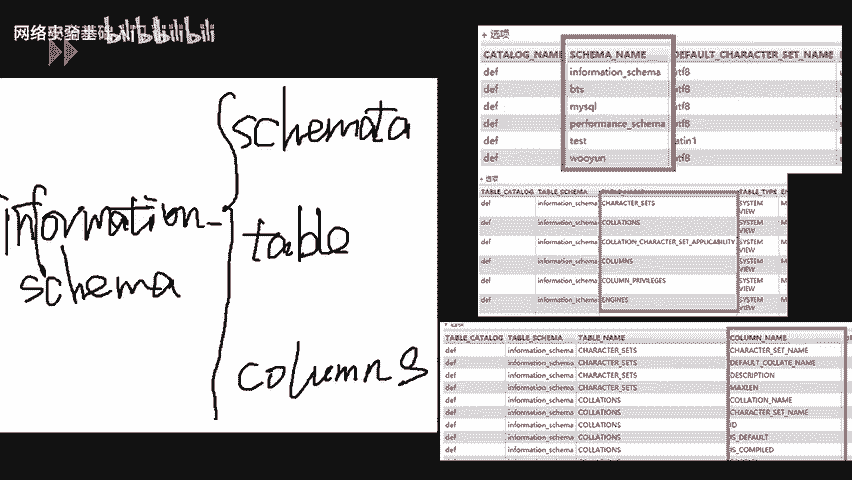 网络安全基础入门
bilibili bilibili
schemata
information_
schema
table
columns
+ 选项
CATALOG_NAME SCHEMA_NAME DEFAULT_CHARACTER_SET_NAME
def information_schema utf8
def bts utf8
def mysql utf8
def performance_schema utf8
def test latin1
def wooyun utf8
+ 选项
TABLE_CATALOG TABLE_SCHEMA TABLE_TYPE EN
def information_schema CHARACTER_SETS SYSTEM VIEW M
def information_schema COLLATIONS SYSTEM VIEW M
def information_schema COLLATION_CHARACTER_SET_APPLICABILITY SYSTEM VIEW M
def information_schema COLUMNS SYSTEM VIEW M
def information_schema COLUMN_PRIVILEGES SYSTEM VIEW M
def information_schema ENGINES SYSTEM VIEW M
TABLE_CATALOG TABLE_SCHEMA TABLE_NAME COLUMN_NAME
def information_schema CHARACTER_SETS CHARACTER_SET_NAME
def information_schema CHARACTER_SETS DEFAULT_COLLATE_NAME
def information_schema CHARACTER_SETS DESCRIPTION
def information_schema CHARACTER_SETS MAXLEN
def information_schema COLLATIONS COLLATION_NAME
def information_schema COLLATIONS CHARACTER_SET_NAME
def information_schema COLLATIONS ID
def information_schema COLLATIONS IS_DEFAULT
def information_schema COLLATIONS IS_COMPILED